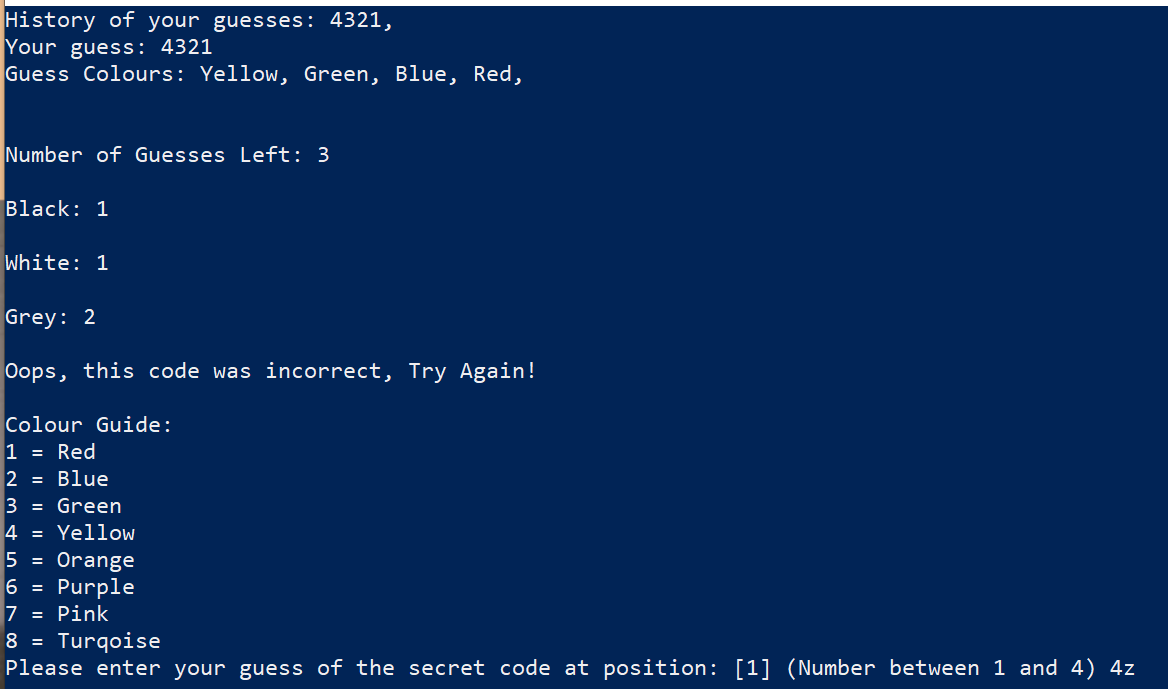 History of your guesses: 4321,
Your guess: 4321
Guess Colours: Yellow, Green, Blue, Red,
Number of Guesses Left: 3
Black: 1
White: 1
Grey: 2
Oops, this code was incorrect, Try Again!
Colour Guide:
1 = Red
2 = Blue
3 = Green
4 = Yellow
5 = Orange
6 = Purple
7 = Pink
8 = Turqoise
Please enter your guess of the secret code at position: [1] (Number between 1 and 4) 4z